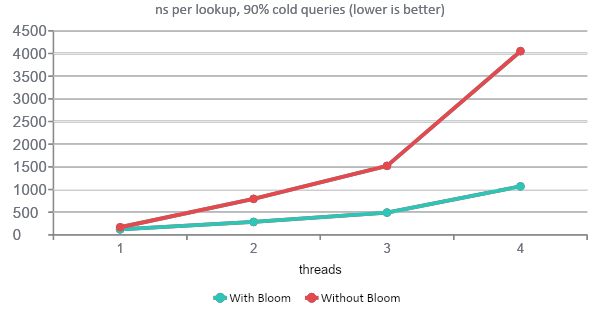 ns per lookup, 90% cold queries (lower is better)
4500
4000
3500
3000
2500
2000
1500
1000
500
0
1 2 3 4
threads
With Bloom Without Bloom